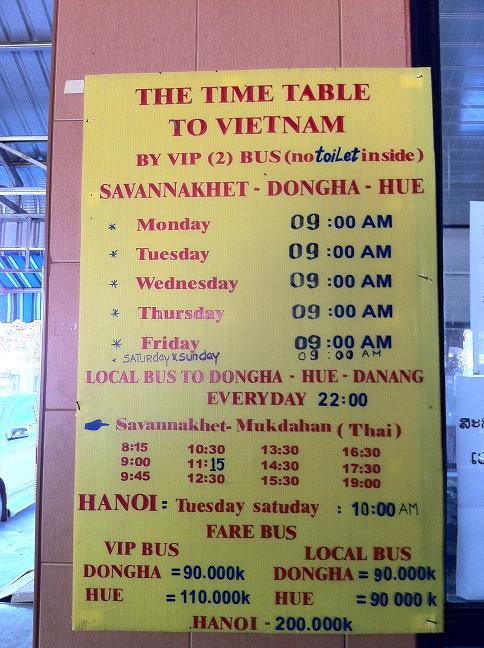 THE TIME TABLE
TO VIETNAM
BY VIP (2) BUS (no toilet inside)
SAVANNAKHET - DONGHA - HUE
* Monday 09:00 AM
* Tuesday 09:00 AM
* Wednesday 09:00 AM
* Thursday 09:00 AM
* Friday 09:00 AM
* SATURday & Sunday 09:00 AM
LOCAL BUS TO DONGHA - HUE - DANANG
EVERYDAY 22:00
Savannakhet- Mukdahan ( Thai )
8:15 10:30 13:30 16:30
9:00 11:15 14:30 17:30
9:45 12:30 15:30 19:00
HANOI: Tuesday satuday : 10:00 AM
FARE BUS
VIP BUS LOCAL BUS
DONGHA = 90.000k DONGHA = 90.000k
HUE = 110.000k HUE = 90 000 k
HANOI - 200.000k